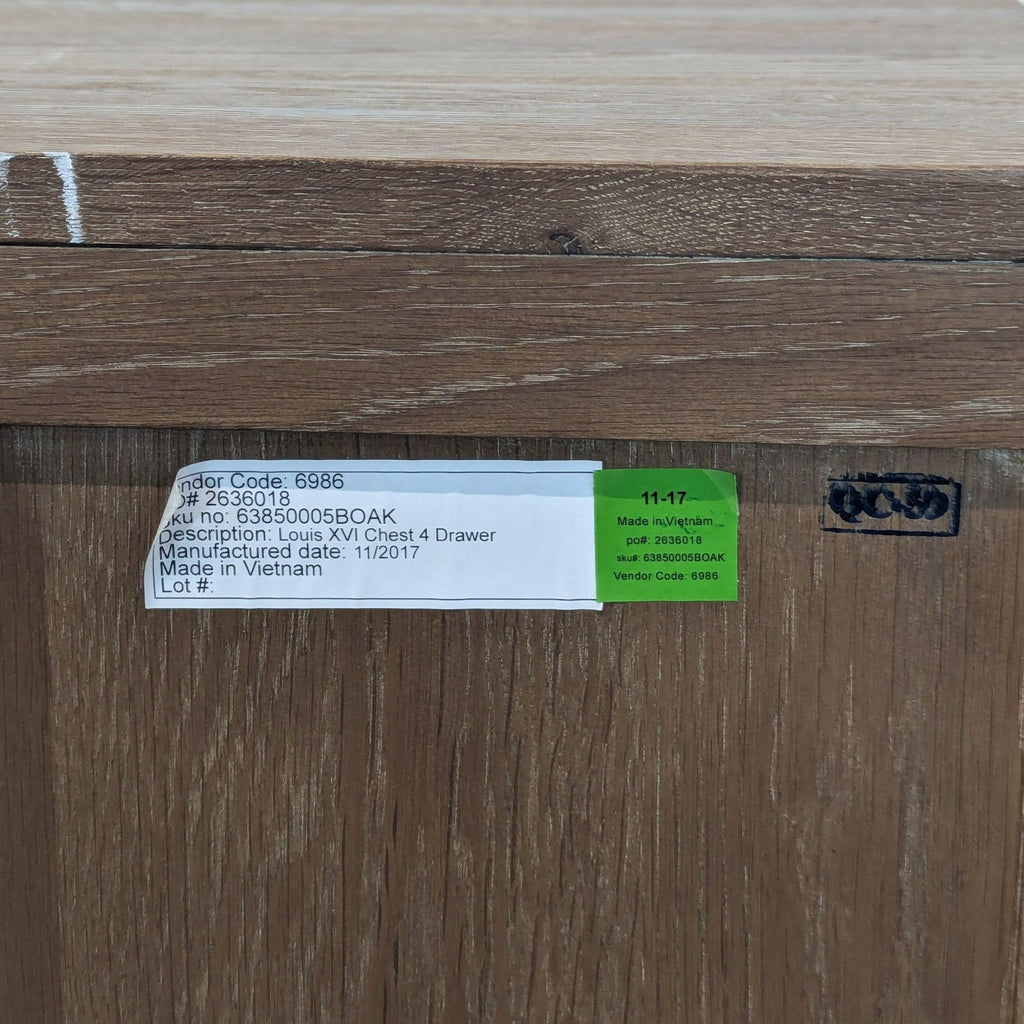 ndor Code: 6986
O# 2636018
ku no: 63850005BOAK
Description: Louis XVI Chest 4 Drawer
Manufactured date: 11/2017
Made in Vietnam
Lot #:
11-17
Made in Vietnam
po#: 2636018
sku#: 63850005BOAK
Vendor Code: 6986
QC-59